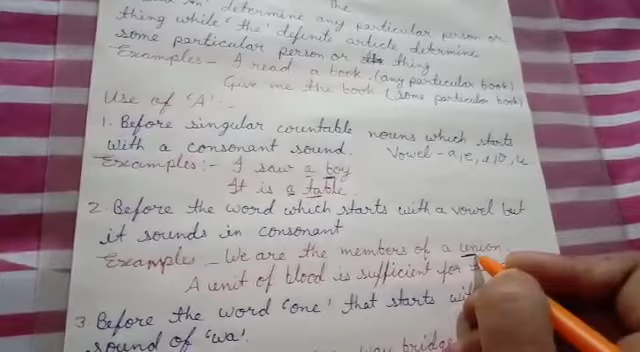 The
determine any particular person or
thing while 'the' definite article determine
some particular person or thing
Examples - I read a book. (any particular book)
Give me the book (some particular book)
Use of 'A' :-
1. Before singular countable nouns which starts
with a consonant sound. Vowel - a, e, i, o, u
Examples :- I saw a boy
It is a table.
2. Before the word which starts with a vowel but
it sounds in consonant
Examples - We are the members of a union.
A unit of blood is sufficient for
3 Before the word 'one' that starts
sound of 'wa'.
way bridge